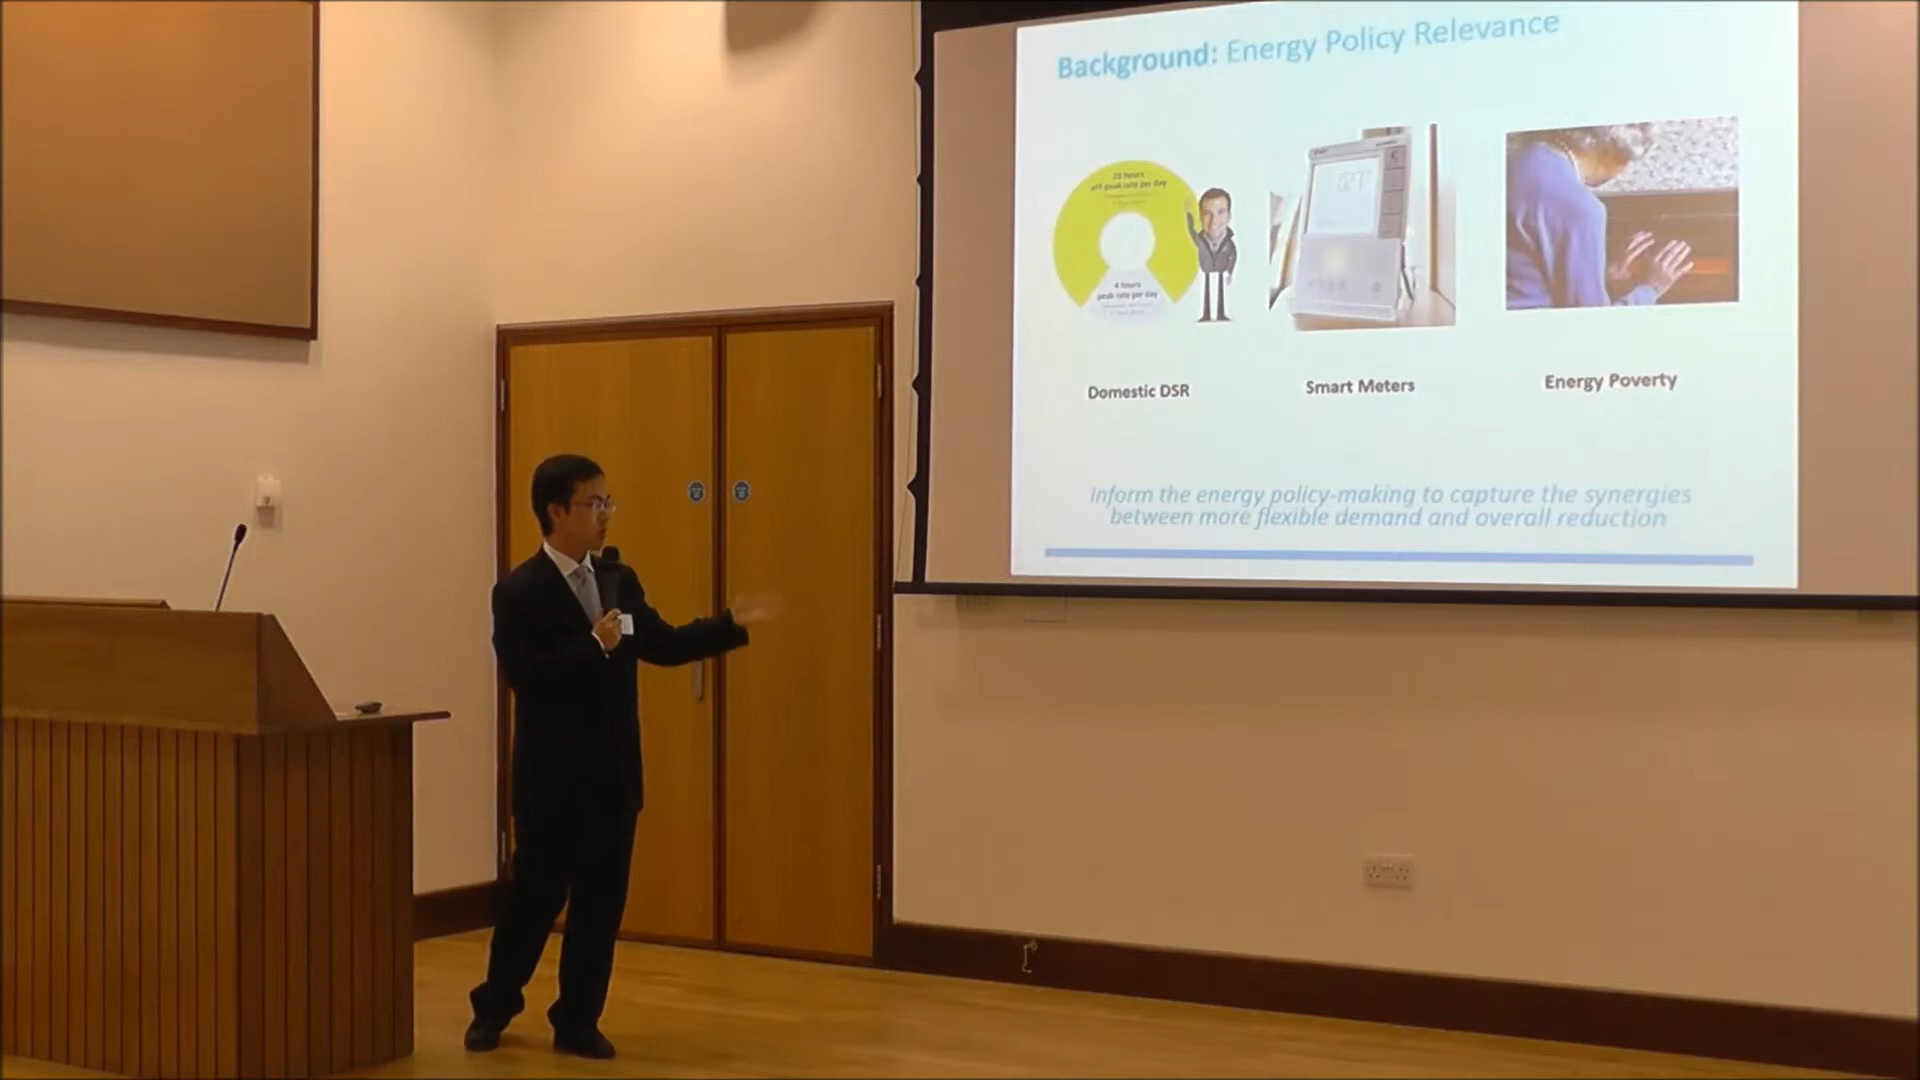 Background: Energy Policy Relevance
20 hours
off peak rate per day
4 hours
peak rate per day
Domestic DSR
Smart Meters
Energy Poverty
Inform the energy policy-making to capture the synergies
between more flexible demand and overall reduction